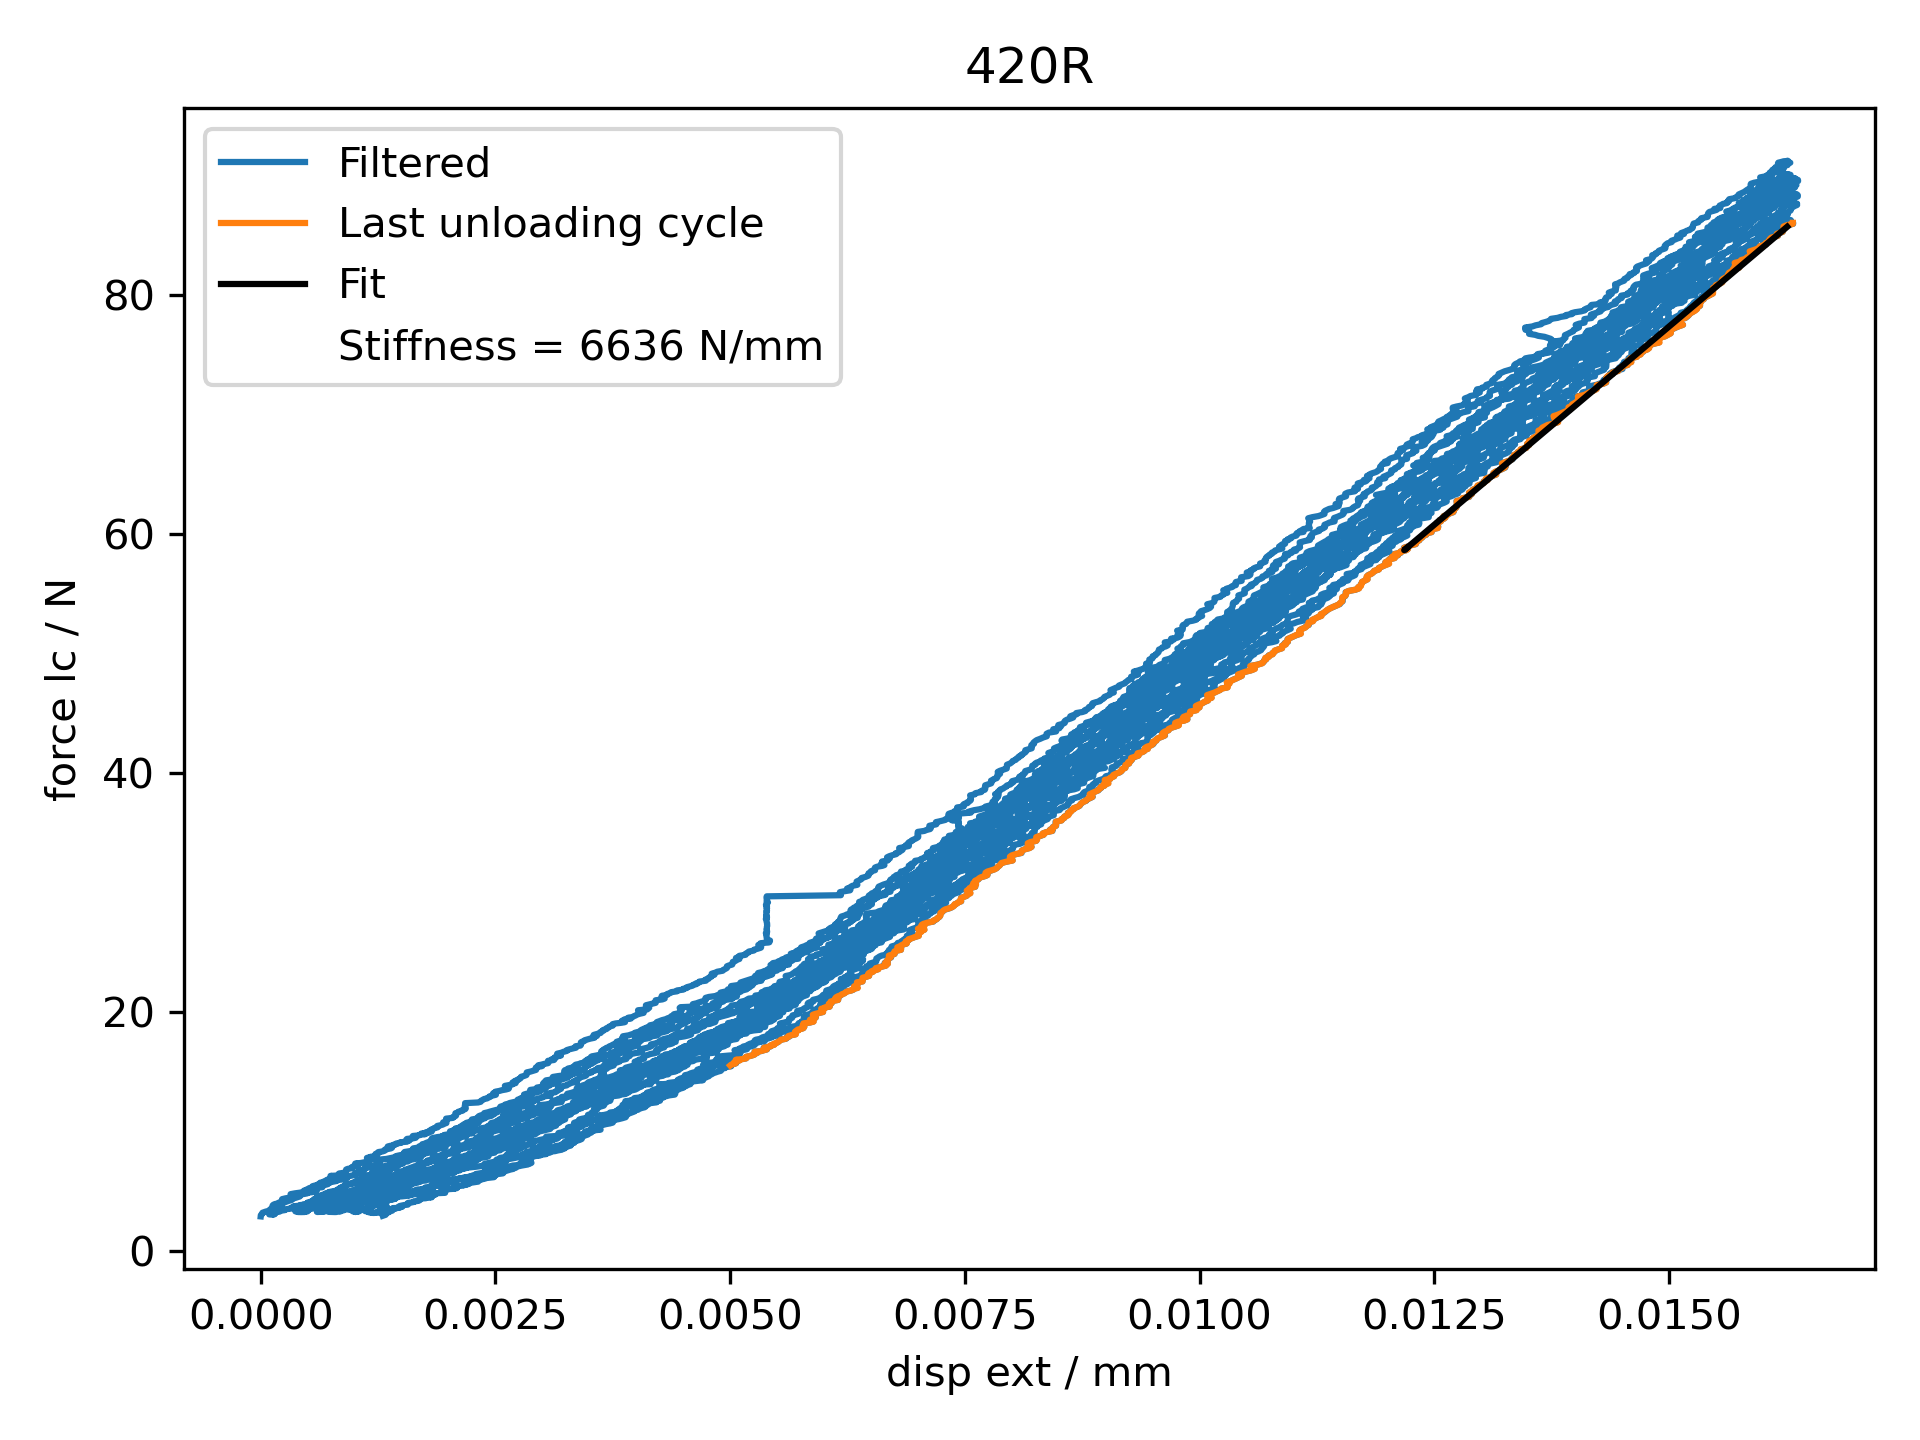 420R
Filtered
Last unloading cycle
Fit
Stiffness = 6636 N/mm
80
60
40
20
0
force lc / N
0.0000 0.0025 0.0050 0.0075 0.0100 0.0125 0.0150
disp ext / mm